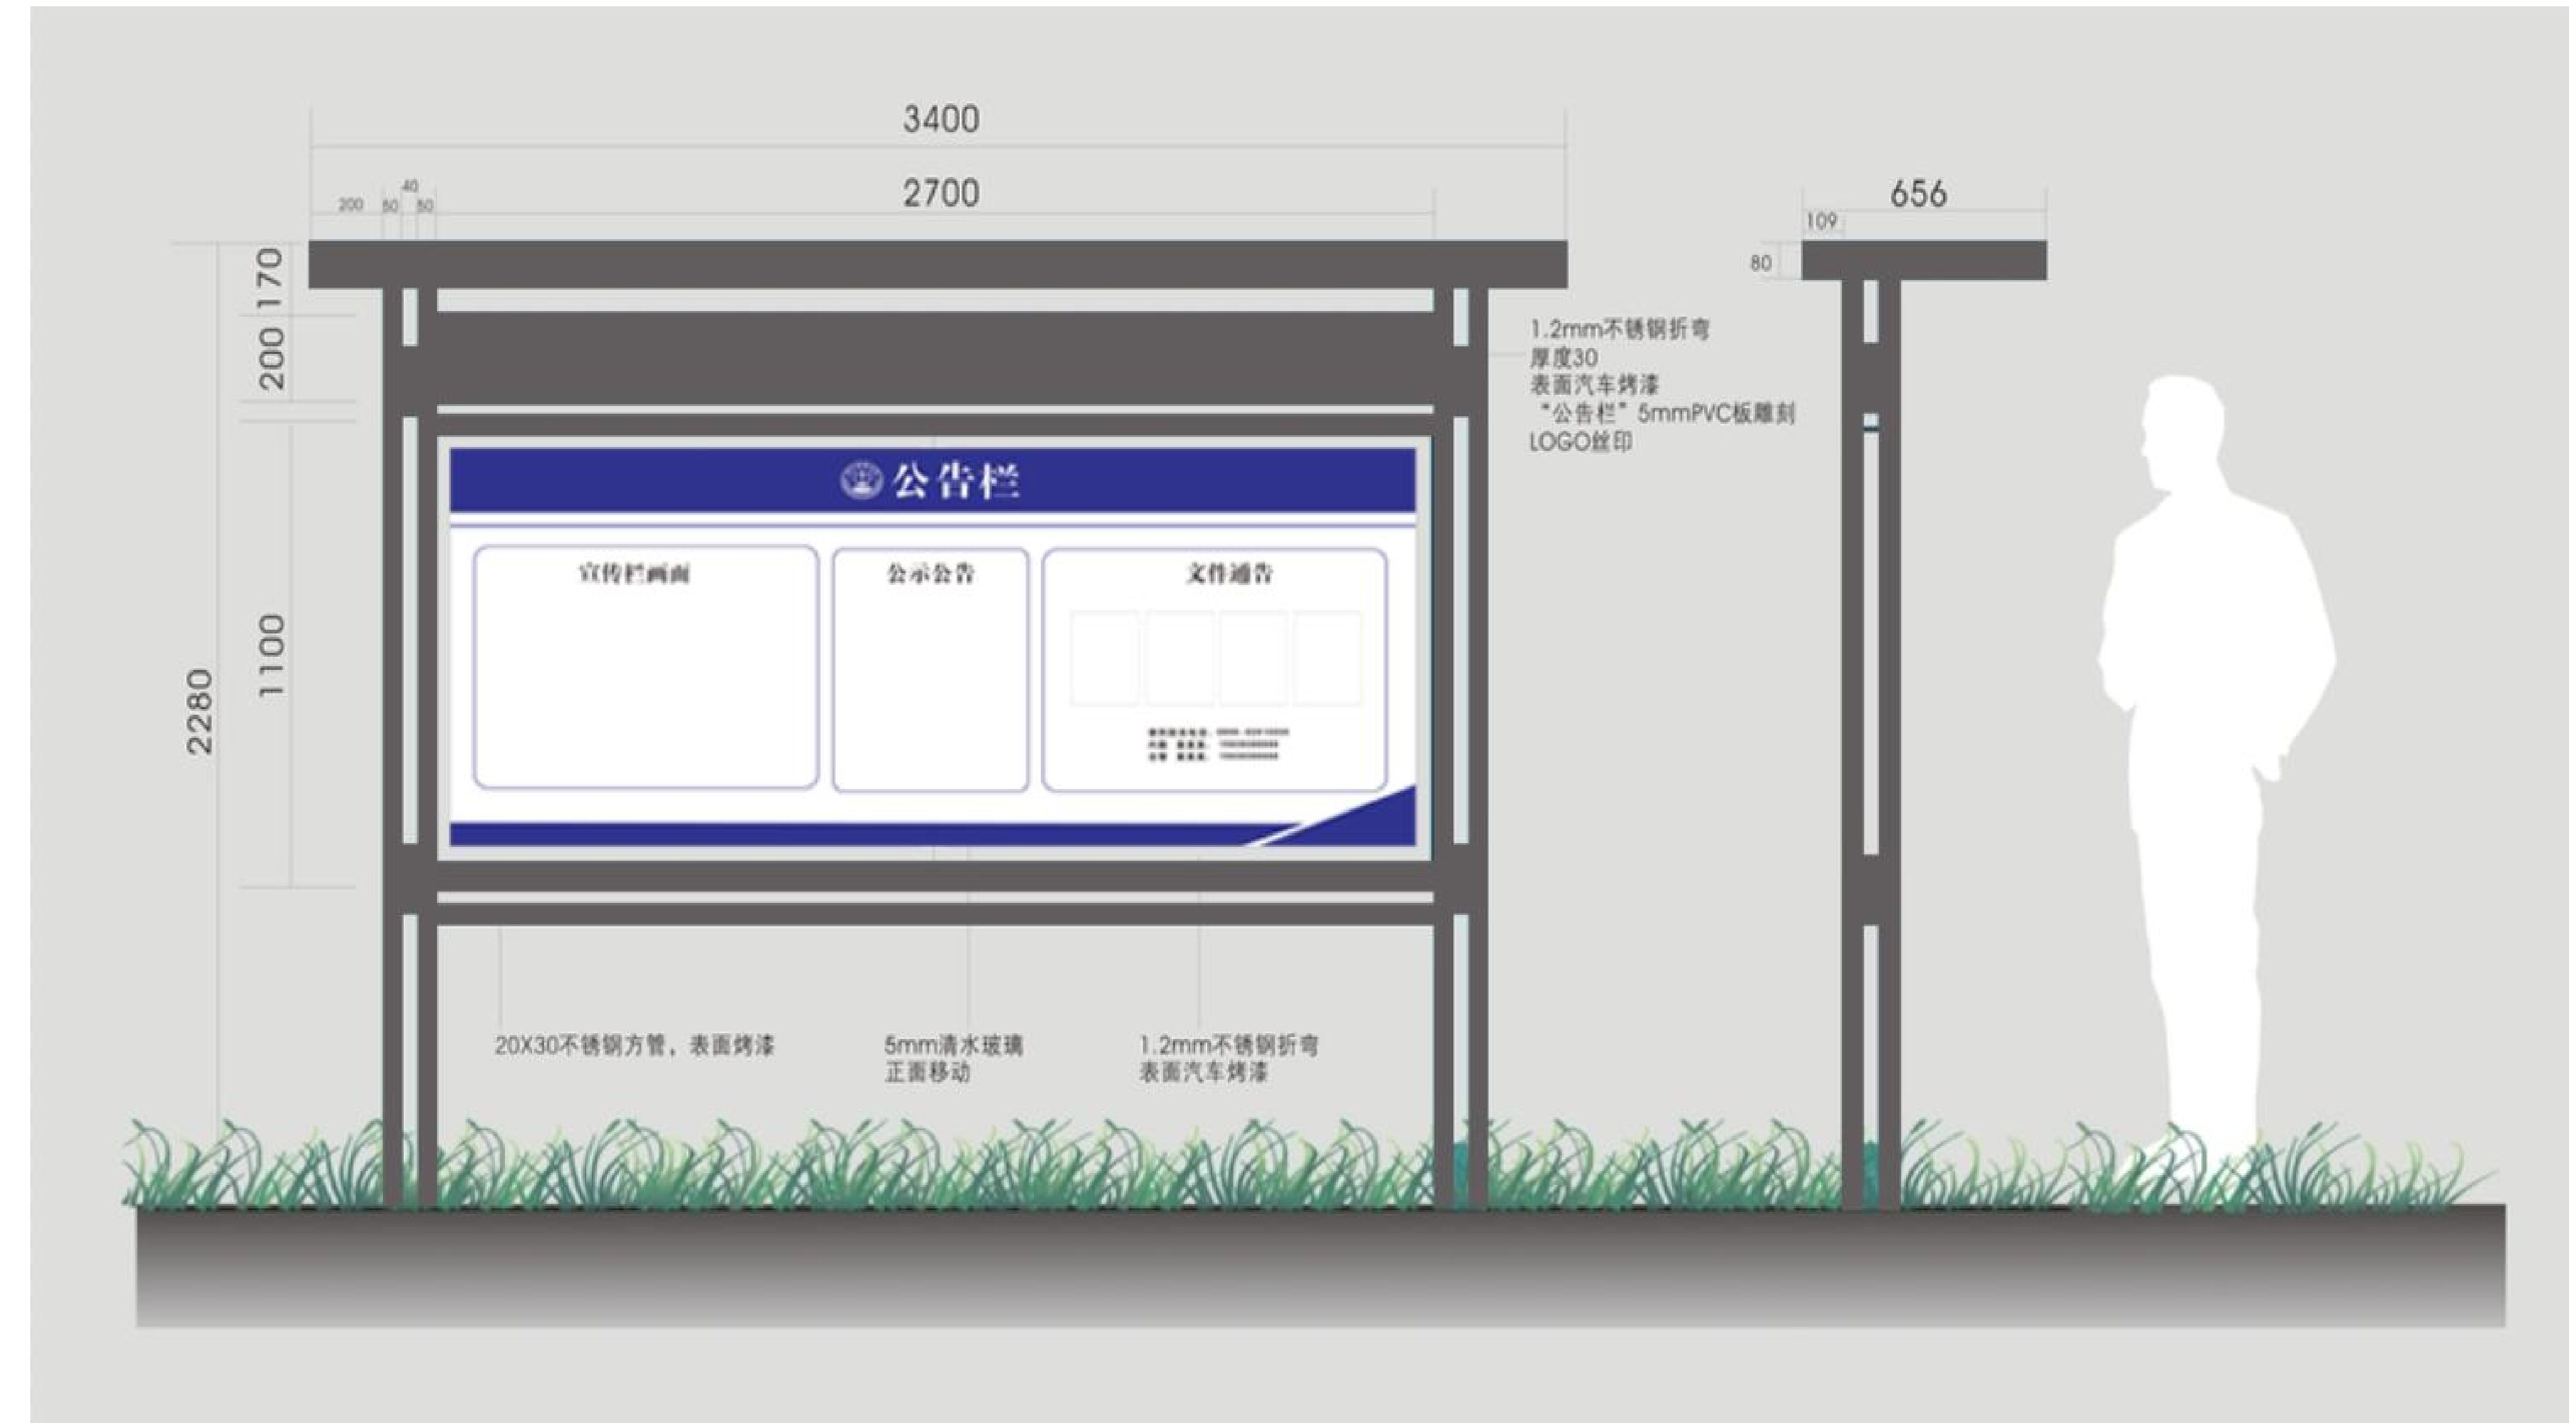 3400
2700
40
200 50 50
656
109
80
170
200
1100
2280
1.2mm不锈钢折弯
厚度30
表面汽车烤漆
“公告栏”5mmPVC板雕刻
LOGO丝印
公告栏
宣传栏画面
公示公告
文件通告
20X30不锈钢方管，表面烤漆
5mm清水玻璃
正面移动
1.2mm不锈钢折弯
表面汽车烤漆